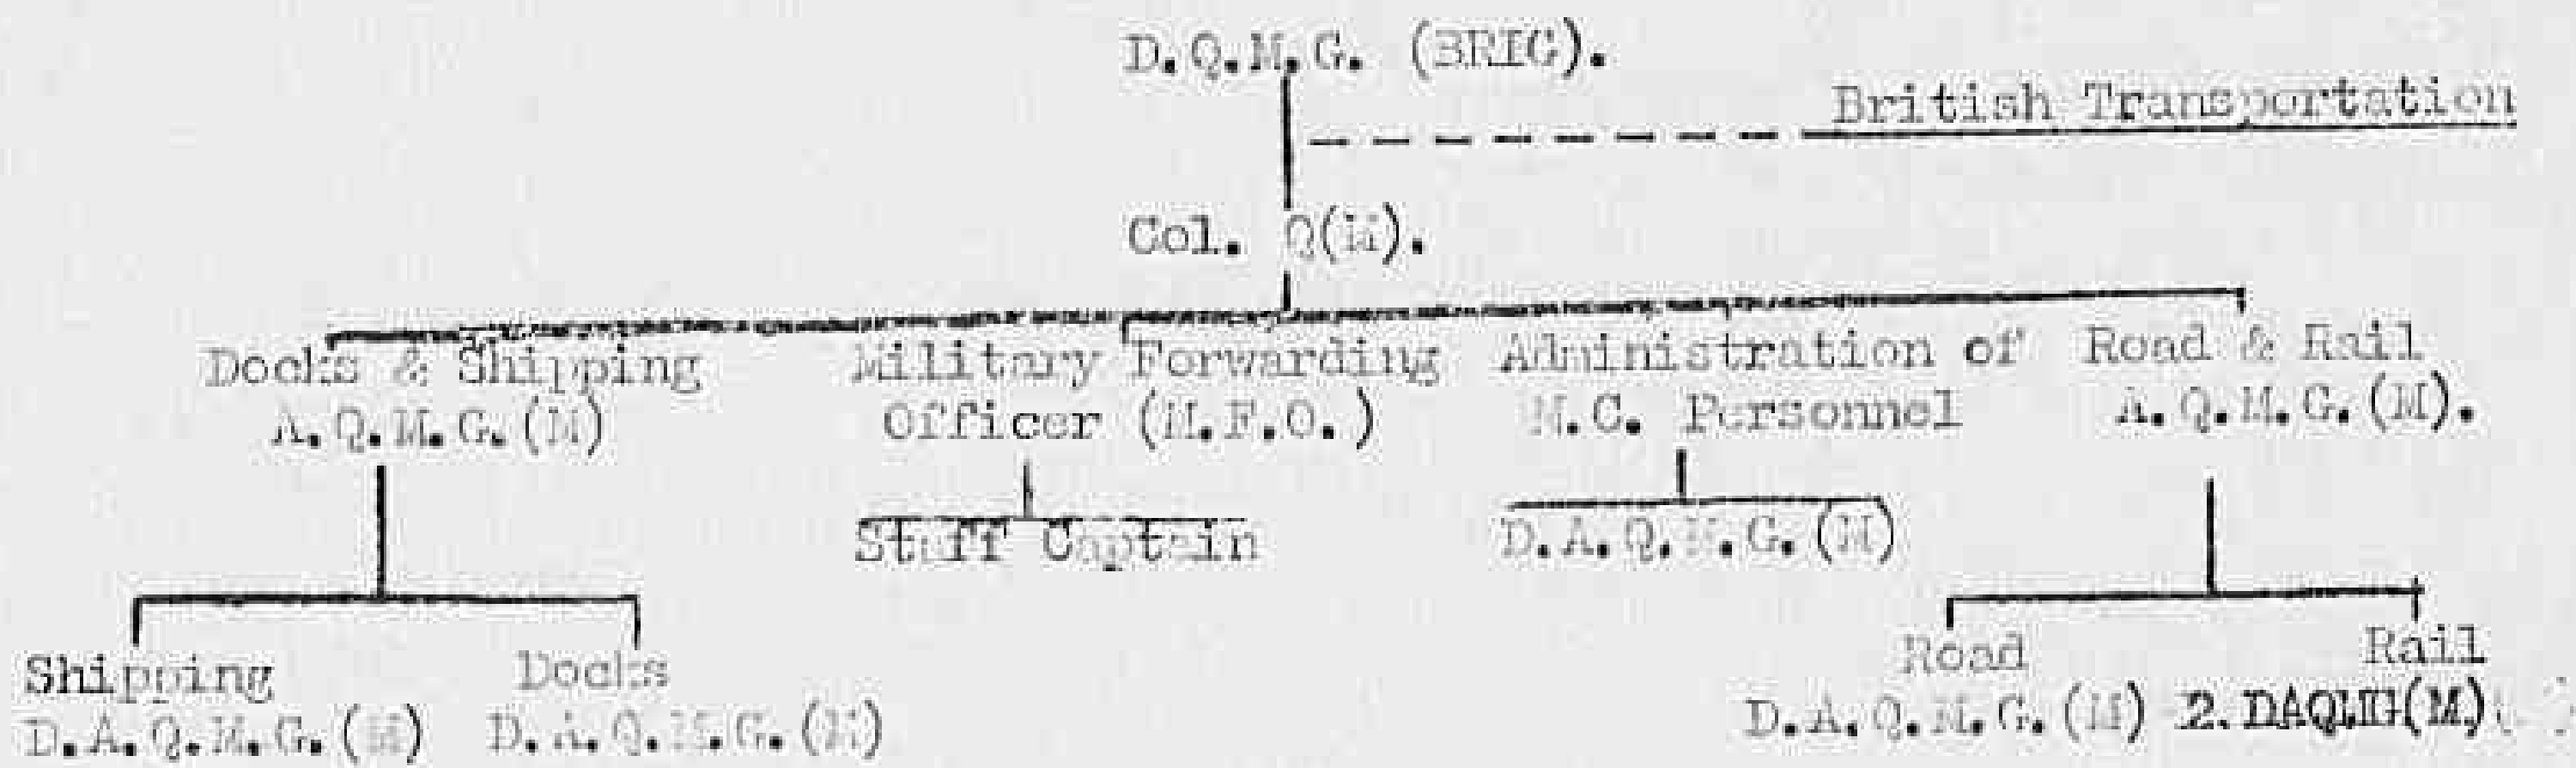 D.Q.M.G. (BRIG).
British Transportation
Col. Q(M).
Docks & Shipping
A.Q.M.G.(M)
Military Forwarding
Officer (M.F.O.)
Administration of
M.C. Personnel
Road & Rail
A.Q.M.G.(M).
Staff Captain
D.A.Q.M.G.(M)
Shipping
D.A.Q.M.G.(M)
Docks
D.A.Q.M.G.(M)
Road
D.A.Q.M.G.(M)
Rail
2. DAQMG(M)